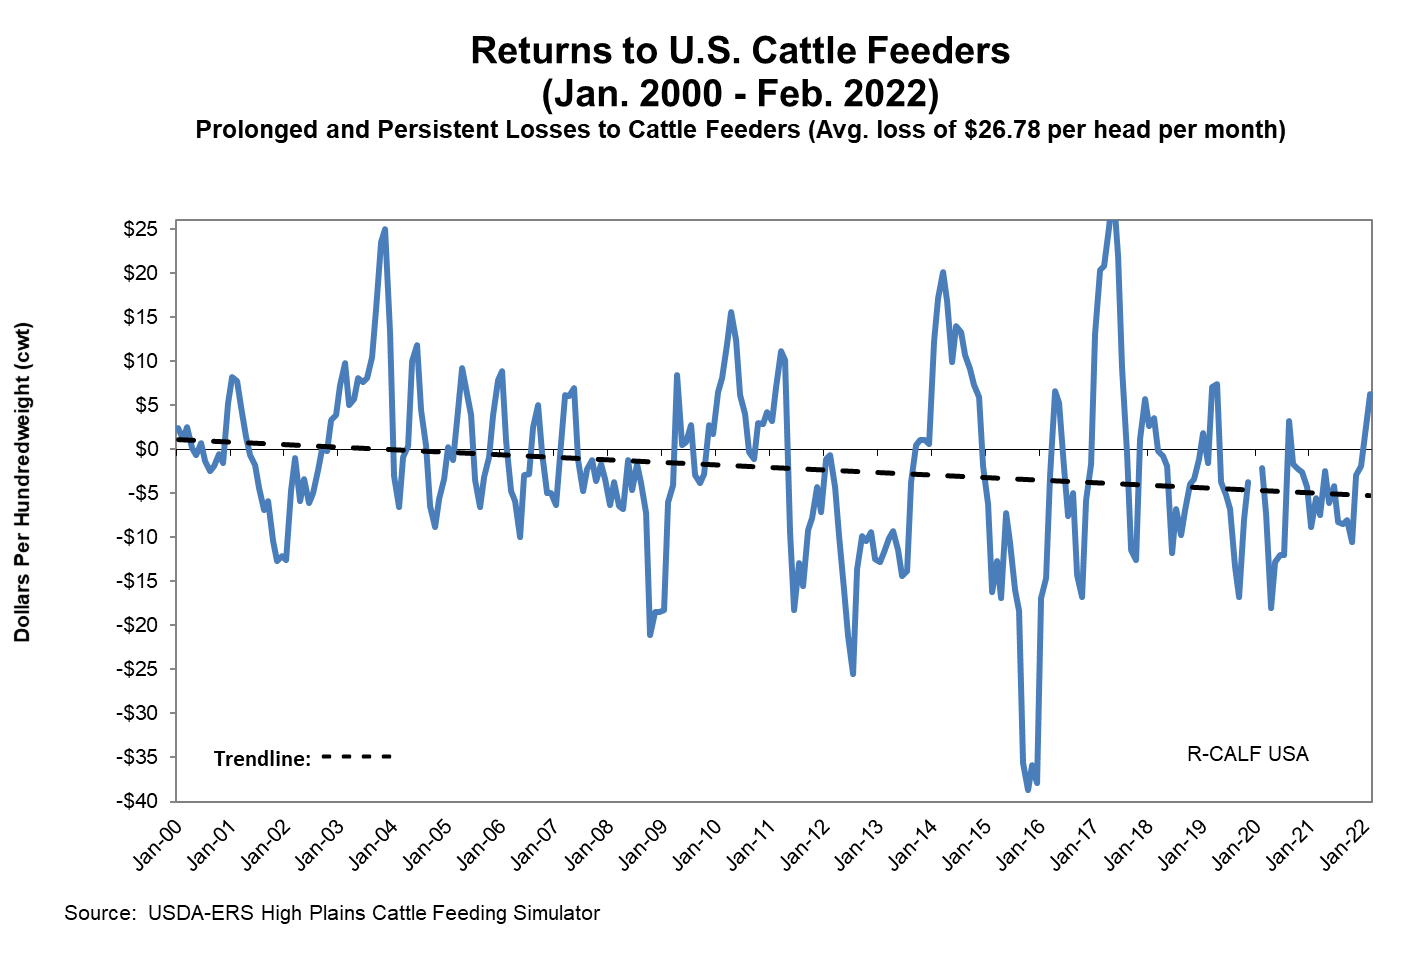 Returns to U.S. Cattle Feeders
(Jan. 2000 - Feb. 2022)
Prolonged and Persistent Losses to Cattle Feeders (Avg. loss of $26.78 per head per month)
Dollars Per Hundredweight (cwt)
$25
$20
$15
$10
$5
$0
-$5
-$10
-$15
-$20
-$25
-$30
-$35
-$40
Trendline:
R-CALF USA
Jan-00
Jan-01
Jan-02
Jan-03
Jan-04
Jan-05
Jan-06
Jan-07
Jan-08
Jan-09
Jan-10
Jan-11
Jan-12
Jan-13
Jan-14
Jan-15
Jan-16
Jan-17
Jan-18
Jan-19
Jan-20
Jan-21
Jan-22
Source:  USDA-ERS High Plains Cattle Feeding Simulator